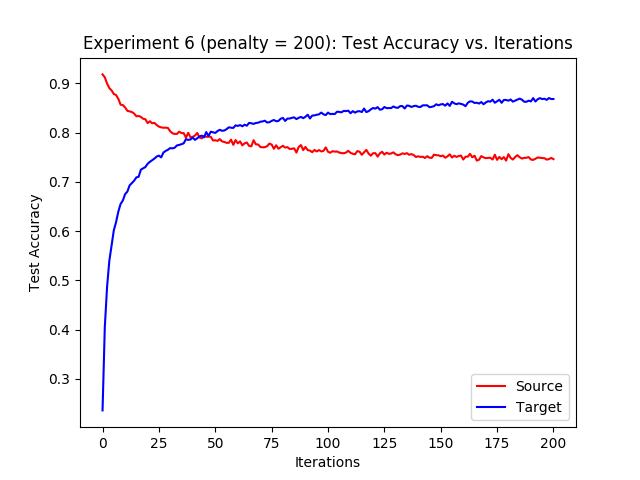 Experiment 6 (penalty = 200): Test Accuracy vs. Iterations
0.9
0.8
0.7
0.6
0.5
0.4
0.3
Test Accuracy
Source
Target
0 25 50 75 100 125 150 175 200
Iterations